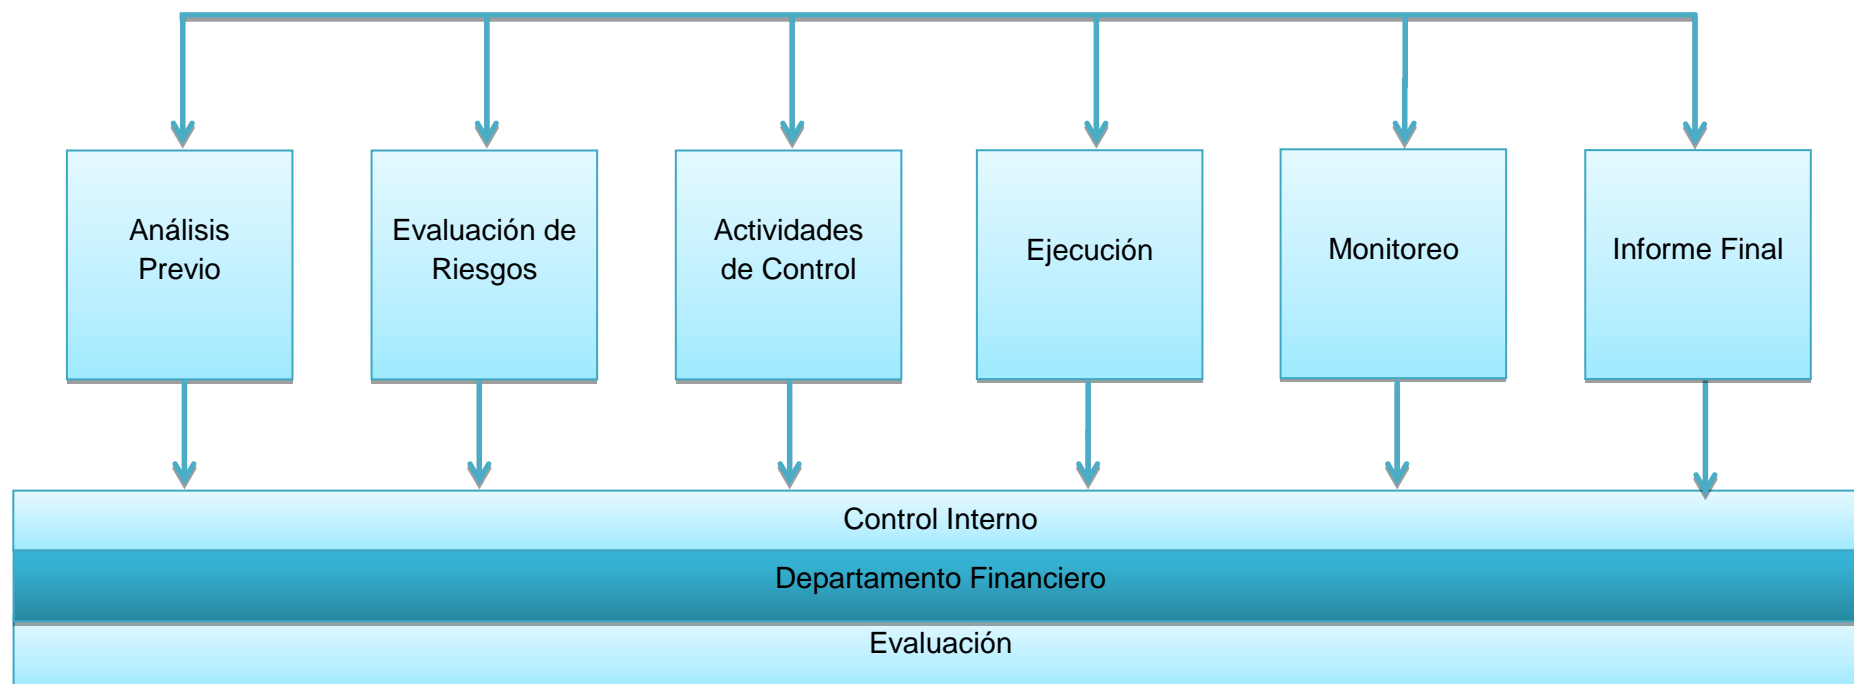 Análisis
Previo
Evaluación de
Riesgos
Actividades
de Control
Ejecución
Monitoreo
Informe Final
Control Interno
Departamento Financiero
Evaluación